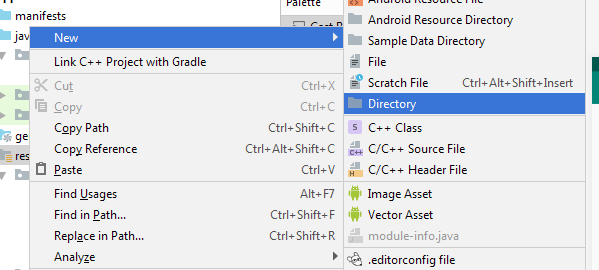 Palette
manifests
jav
ge
res
New
Link C++ Project with Gradle
Cut Ctrl+X
Copy Ctrl+C
Copy Path Ctrl+Shift+C
Copy Reference Ctrl+Alt+Shift+C
Paste Ctrl+V
Find Usages Alt+F7
Find in Path... Ctrl+Shift+F
Replace in Path... Ctrl+Shift+R
Analyze
Android Resource File
Android Resource Directory
Sample Data Directory
File
Scratch File Ctrl+Alt+Shift+Insert
Directory
C++ Class
C/C++ Source File
C/C++ Header File
Image Asset
Vector Asset
module-info.java
.editorconfig file